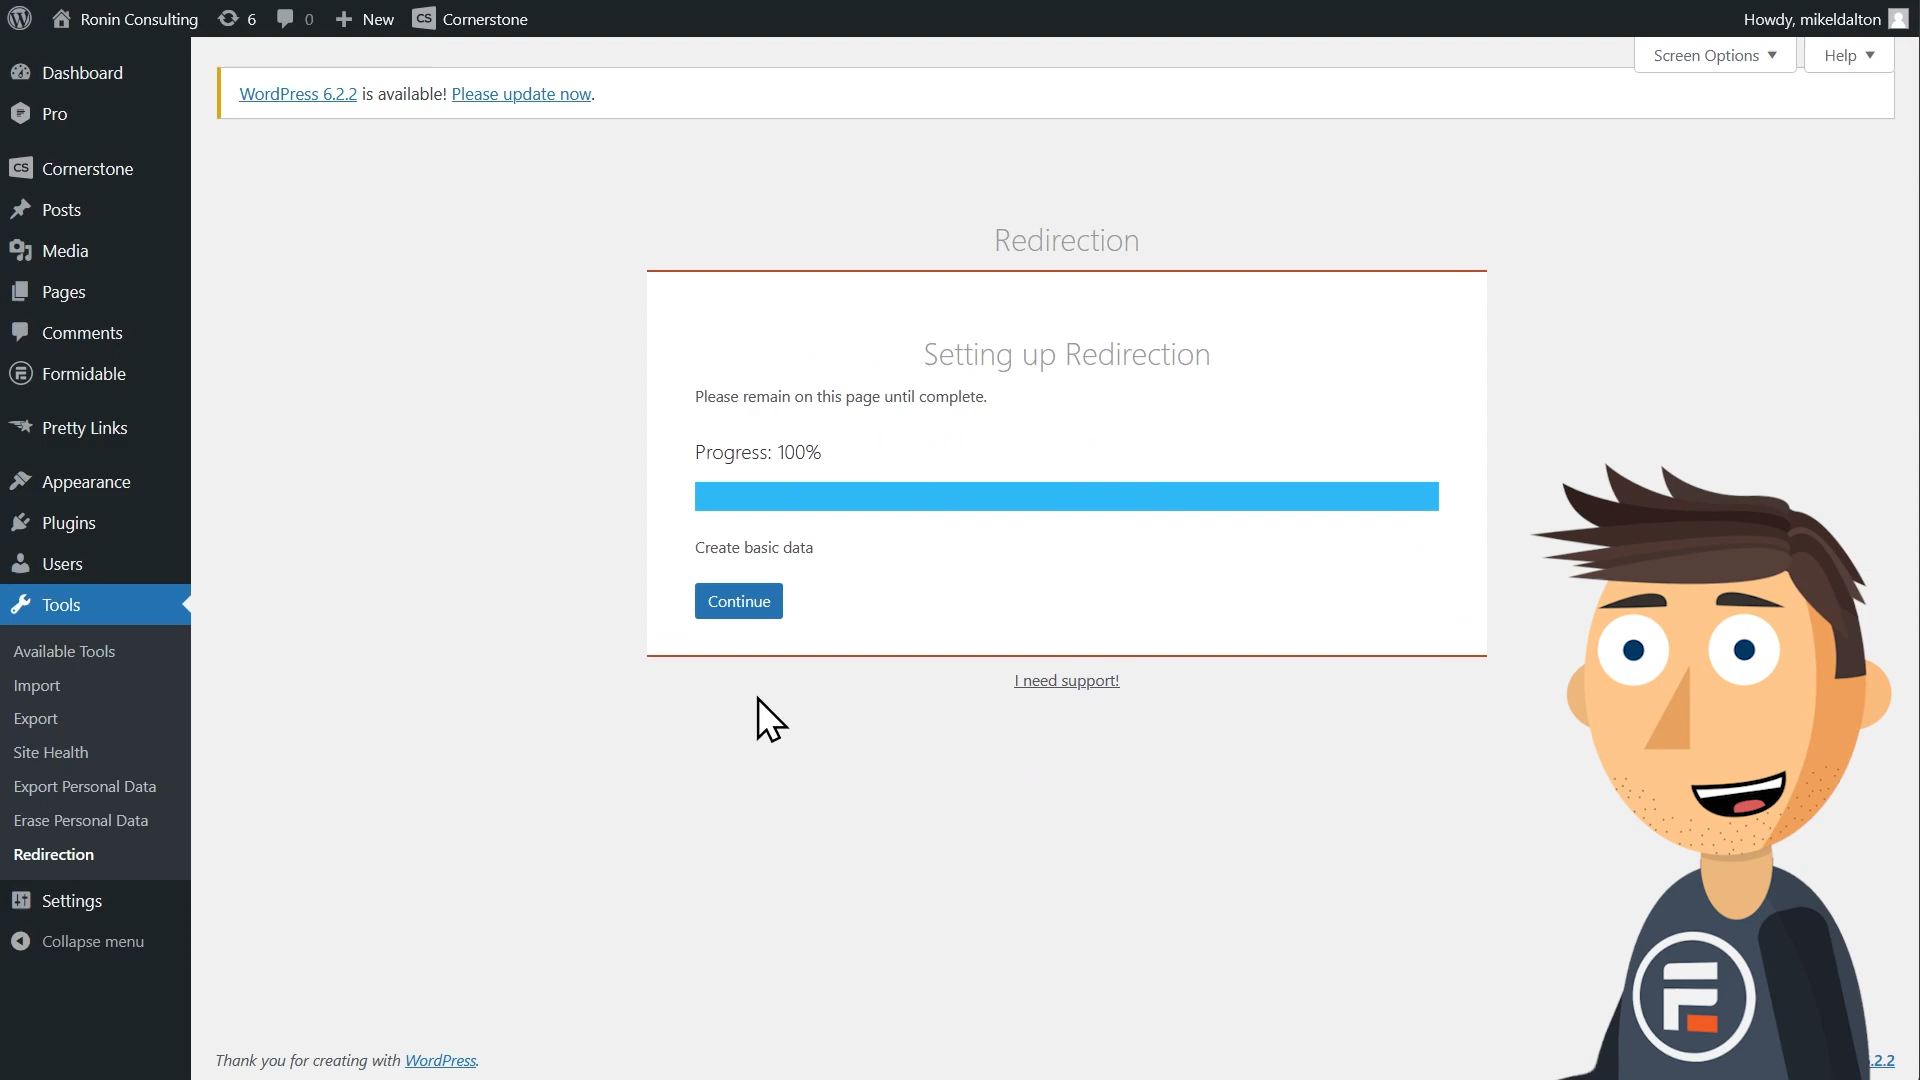 Ronin Consulting
6
0
New
CS
Cornerstone
Howdy, mikeldalton
Screen Options
Help
Dashboard
Pro
CS
Cornerstone
Posts
Media
Pages
Comments
Formidable
Pretty Links
Appearance
Plugins
Users
Tools
Available Tools
Import
Export
Site Health
Export Personal Data
Erase Personal Data
Redirection
Settings
Collapse menu
WordPress 6.2.2 is available! Please update now.
Redirection
Setting up Redirection
Please remain on this page until complete.
Progress: 100%
Create basic data
Continue
I need support!
Thank you for creating with WordPress.
.2.2